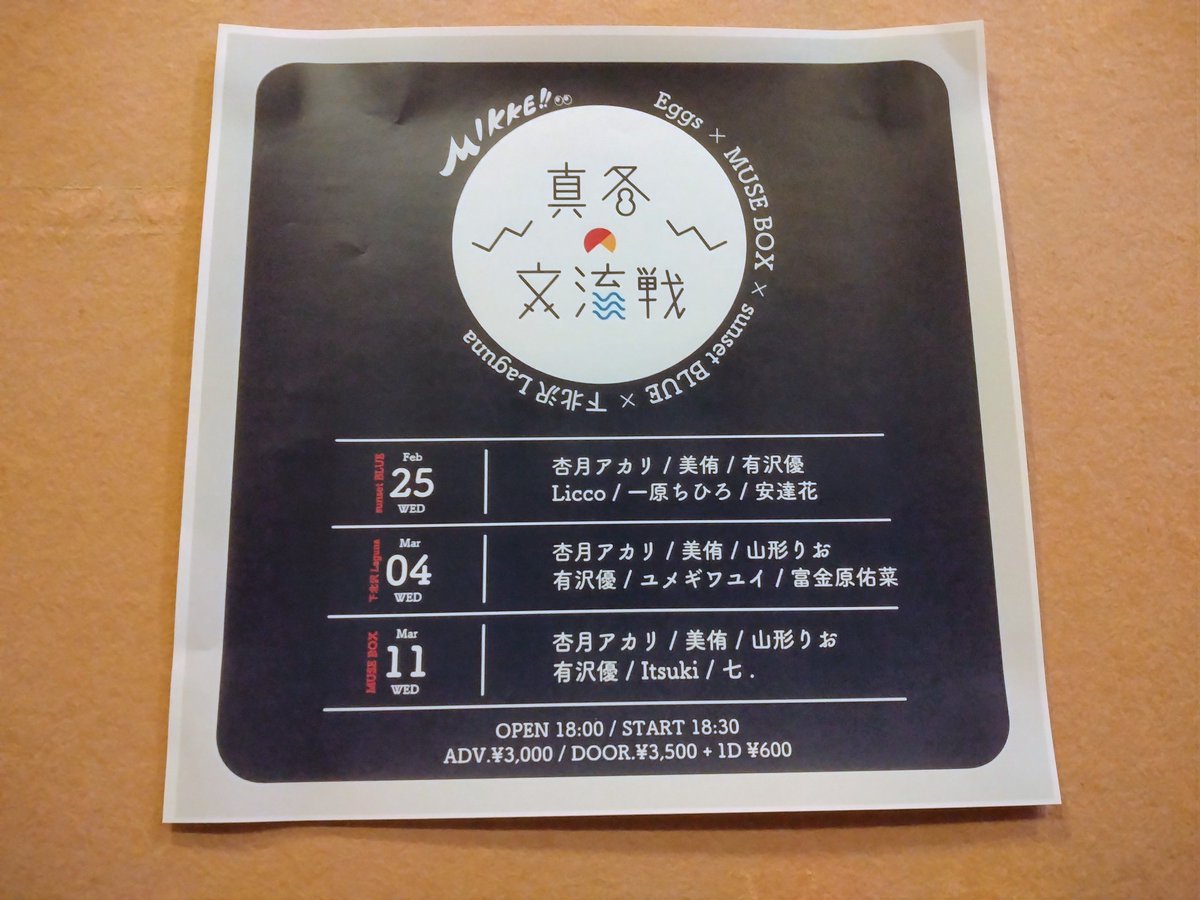 MIKKE!!
Eggs × MUSE BOX × sunset BLUE × 下北沢 Laguna
真冬
交流戦
sunset BLUE
Feb
25
WED
杏月アカリ / 美侑 / 有沢優
Licco / 一原ちひろ / 安達花
下北沢 Laguna
Mar
04
WED
杏月アカリ / 美侑 / 山形りお
有沢優 / ユメギワユイ / 富金原佑菜
MUSE BOX
Mar
11
WED
杏月アカリ / 美侑 / 山形りお
有沢優 / Itsuki / 七 .
OPEN 18:00 / START 18:30
ADV.¥3,000 / DOOR.¥3,500 + 1D ¥600